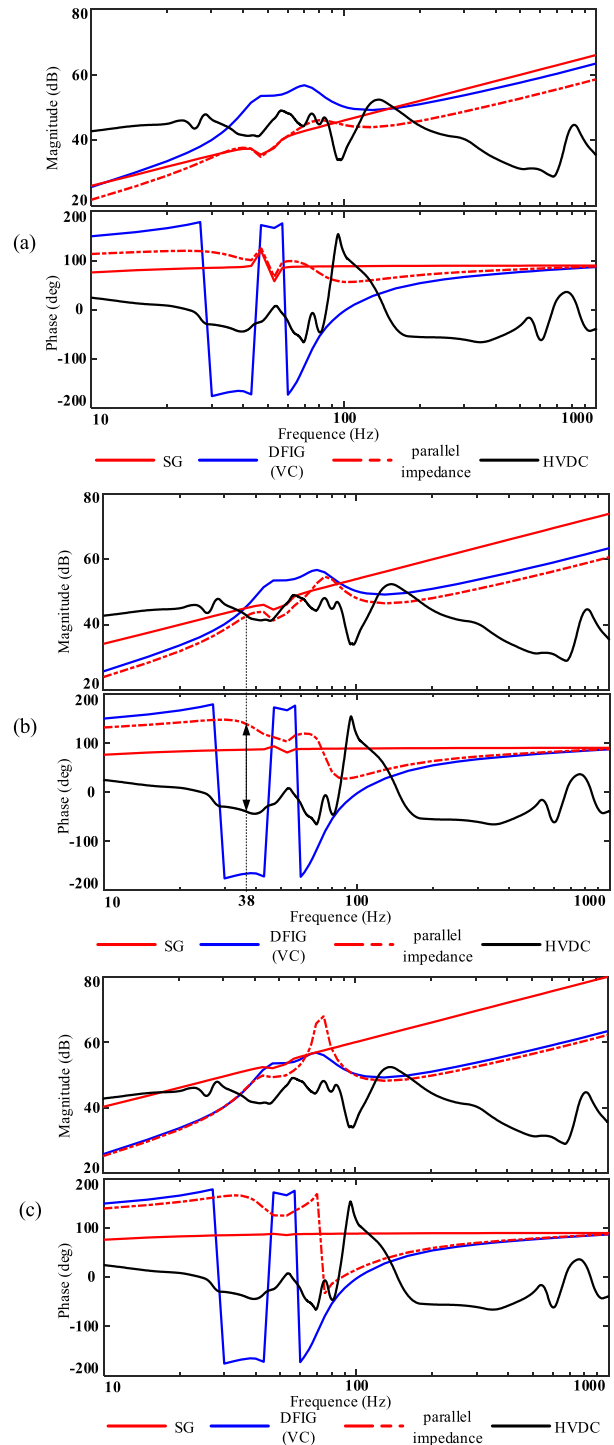 (a)
Magnitude (dB)
80
60
40
20
Phase (deg)
200
100
0
-100
-200
10
100
1000
Frequence (Hz)
SG
DFIG
(VC)
parallel
impedance
HVDC
(b)
Magnitude (dB)
80
60
40
20
Phase (deg)
200
100
0
-100
-200
10
38
100
1000
Frequence (Hz)
SG
DFIG
(VC)
parallel
impedance
HVDC
(c)
Magnitude (dB)
80
60
40
20
Phase (deg)
200
100
0
-100
-200
10
100
1000
Frequence (Hz)
SG
DFIG
(VC)
parallel
impedance
HVDC